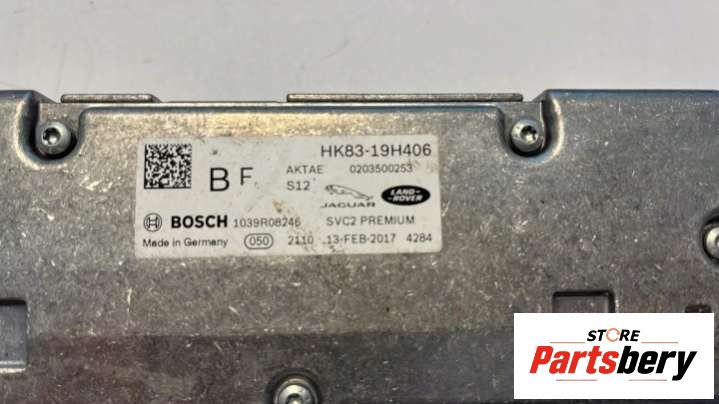 HK83-19H406
B F
AKTAE 0203500253
S12
JAGUAR
LAND-ROVER
BOSCH 1039R08246 SVC2 PREMIUM
Made in Germany 050 2110 13-FEB-2017 4284
STORE
Partsbery